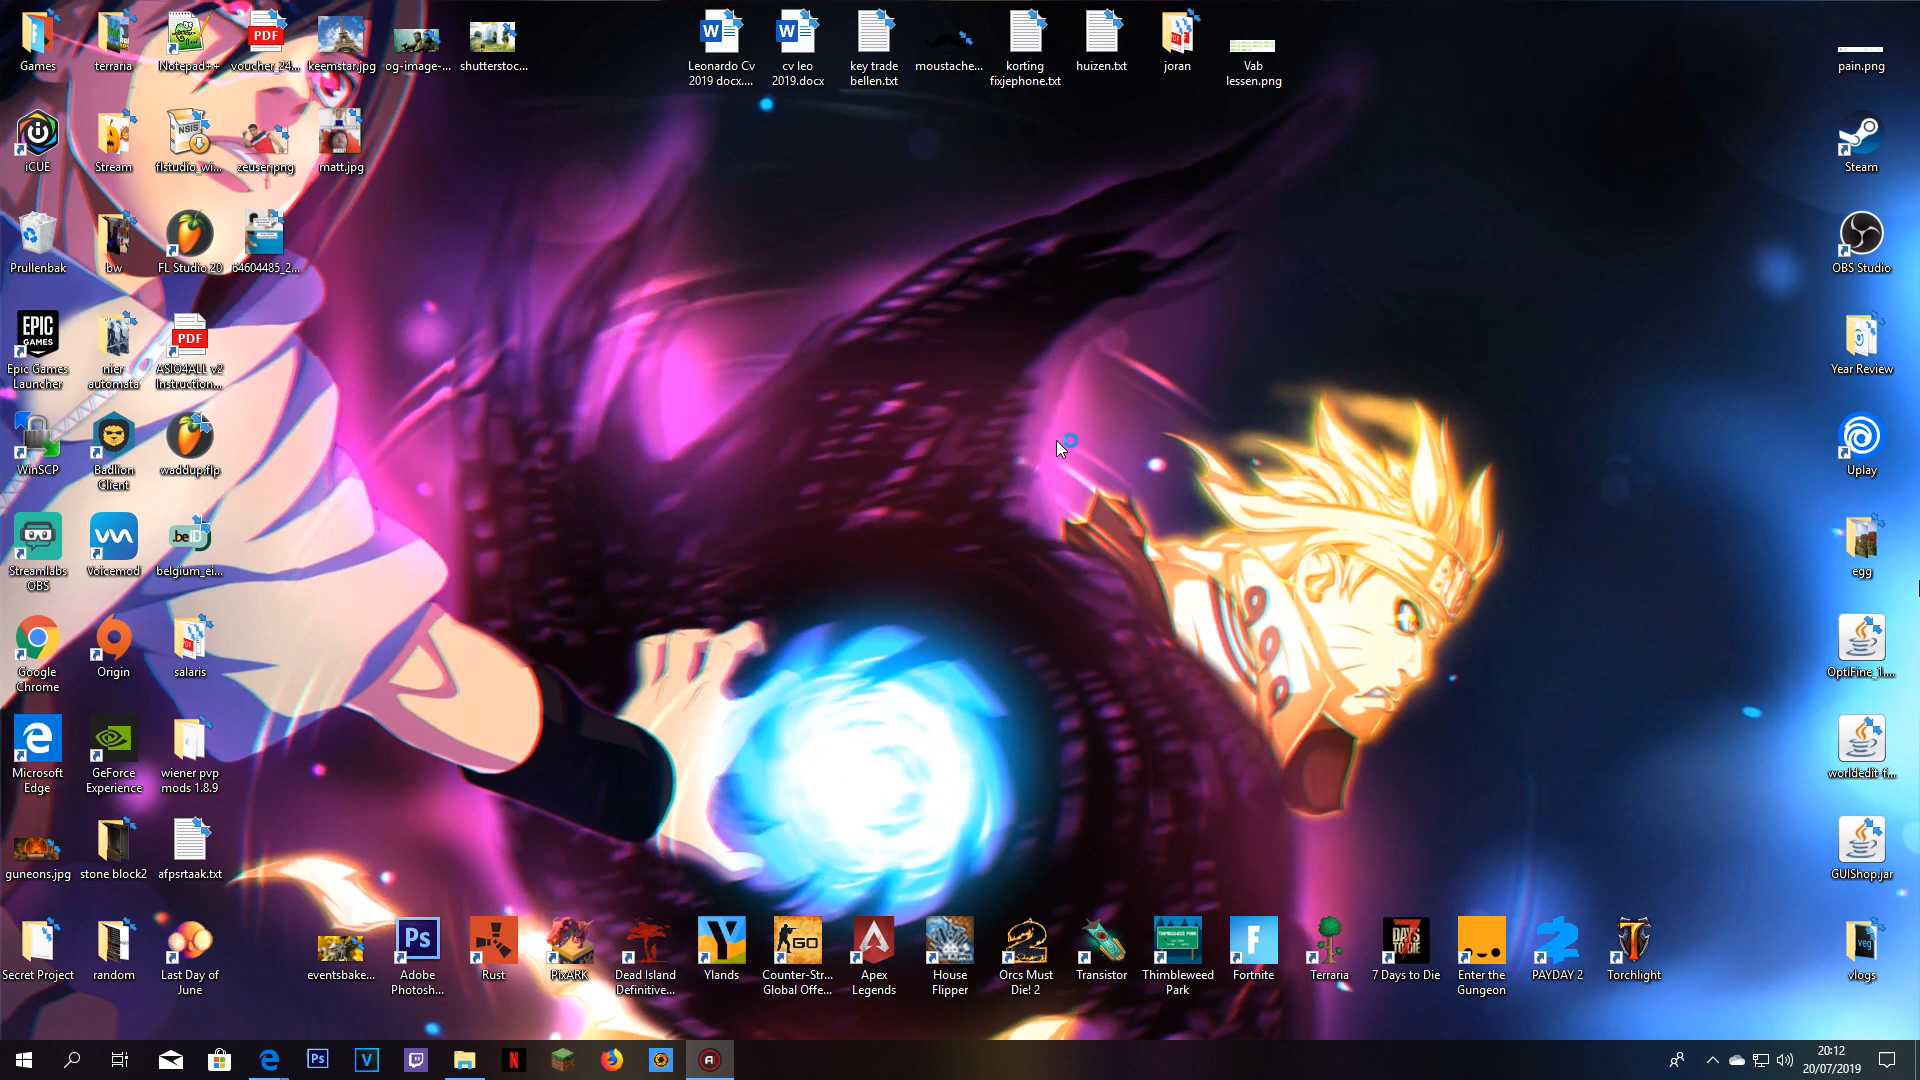 Games
terraria
Notepad++
voucher_24...
keemstar.jpg
og-image-...
shutterstoc...
Leonardo Cv
2019 docx....
cv leo
2019.docx
key trade
bellen.txt
moustache...
korting
fixjephone.txt
huizen.txt
joran
Vab
lessen.png
pain.png
iCUE
Stream
flstudio_wi...
zeuser.png
matt.jpg
Steam
Prullenbak
bw
FL Studio 20
64604485_2...
OBS Studio
EPIC
GAMES
PDF
Epic Games
Launcher
nier
automata
ASIO4ALL v2
Instruction...
Year Review
WinSCP
Badlion
Client
waddup.flp
Uplay
.beID
Streamlabs
OBS
Voicemod
belgium_ei...
egg
Google
Chrome
Origin
salaris
OptiFine_1....
Microsoft
Edge
GeForce
Experience
wiener pvp
mods 1.8.9
worldedit-f...
guneons.jpg
stone block2
afpsrtaak.txt
GUIShop.jar
Secret Project
random
Last Day of
June
eventsbake...
Adobe
Photosh...
Rust
PixARK
Dead Island
Definitive...
Ylands
Counter-Str...
Global Offe...
Apex
Legends
House
Flipper
Orcs Must
Die! 2
Transistor
Thimbleweed
Park
Fortnite
Terraria
7 Days to Die
Enter the
Gungeon
PAYDAY 2
Torchlight
vlogs
20:12
20/07/2019